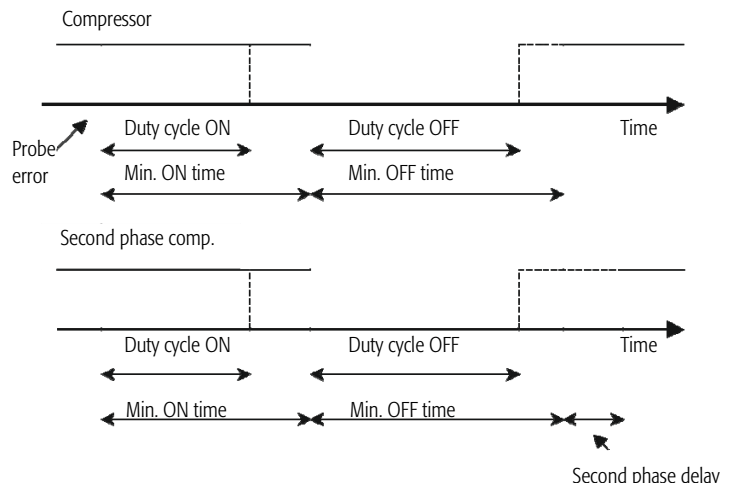 Compressor
Duty cycle ON Duty cycle OFF Time
Probe
error
Min. ON time Min. OFF time
Second phase comp.
Duty cycle ON Duty cycle OFF Time
Min. ON time Min. OFF time
Second phase delay